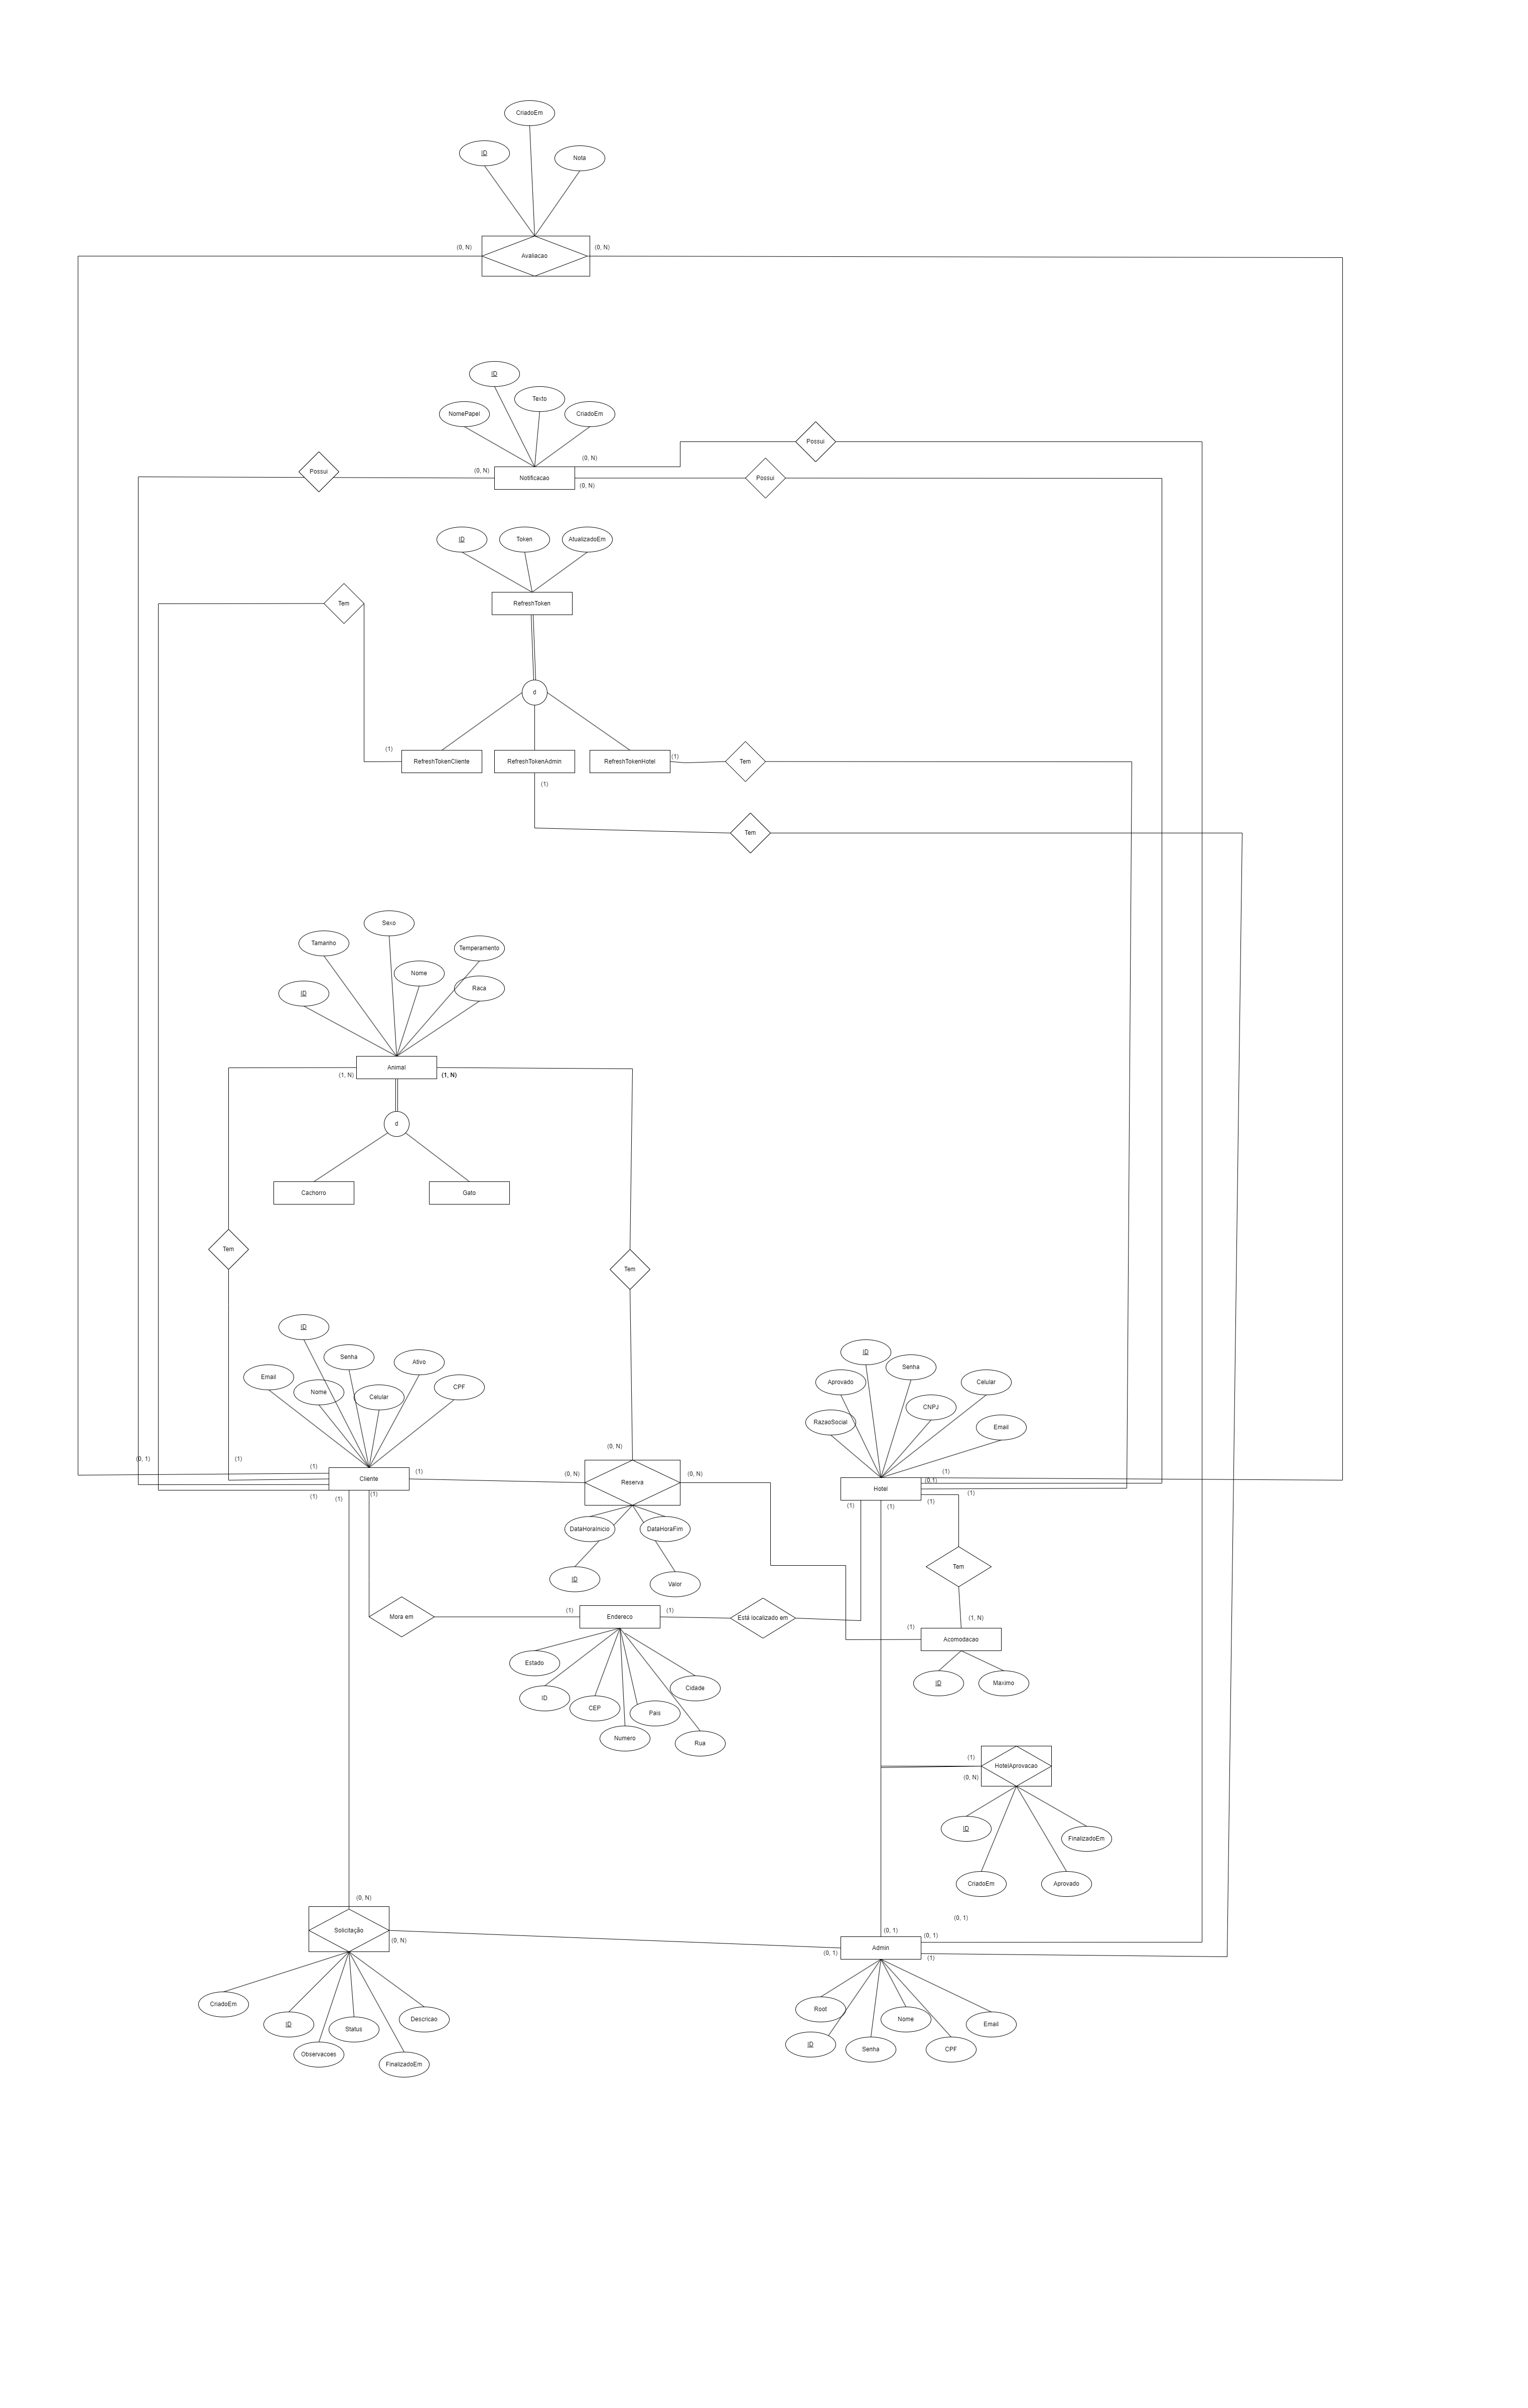 CriadoEm
ID
Nota
(0, N)
(0, N)
Avaliacao
ID
Texto
NomePapel
CriadoEm
Possui
(0, N)
(0, N)
Possui
Notificacao
Possui
(0, N)
ID
Token
AtualizadoEm
Tem
RefreshToken
d
(1)
(1)
RefreshTokenCliente
RefreshTokenAdmin
RefreshTokenHotel
Tem
(1)
Tem
Sexo
Tamanho
Temperamento
Nome
Raca
ID
Animal
(1, N)
(1, N)
d
Cachorro
Gato
Tem
Tem
ID
Senha
Ativo
Email
Nome
Celular
CPF
ID
Senha
Aprovado
Celular
CNPJ
RazaoSocial
Email
(0, N)
(0, 1)
(1)
(1)
(1)
(0, N)
(0, N)
(1)
Cliente
Reserva
(0,1)
Hotel
(1)
(1)
(1)
(1)
(1)
(1)
(1)
DataHoraInicio
DataHoraFim
Tem
ID
Valor
(1)
(1)
Mora em
Endereco
Está localizado em
(1, N)
(1)
Acomodacao
Estado
ID
CEP
Numero
Pais
Cidade
Rua
ID
Maximo
(1)
HotelAprovacao
(0, N)
ID
FinalizadoEm
CriadoEm
Aprovado
(0, N)
(0, 1)
Solicitação
(0, N)
(0, 1)
(0, 1)
(0, 1)
Admin
(1)
CriadoEm
ID
Status
Descricao
Observacoes
FinalizadoEm
Root
Nome
Email
ID
Senha
CPF